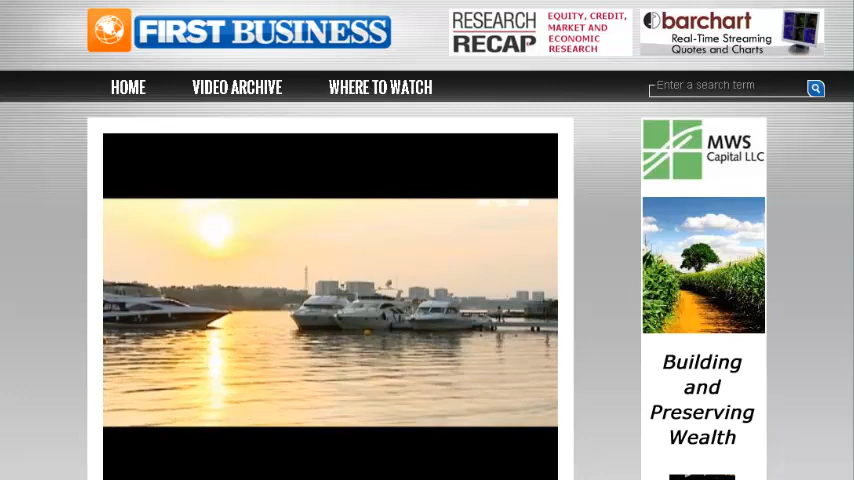 FIRST BUSINESS
RESEARCH
RECAP
EQUITY, CREDIT,
MARKET AND
ECONOMIC
RESEARCH
barchart
Real-Time Streaming
Quotes and Charts
HOME VIDEO ARCHIVE WHERE TO WATCH
Enter a search term
MWS
Capital LLC
Building
and
Preserving
Wealth